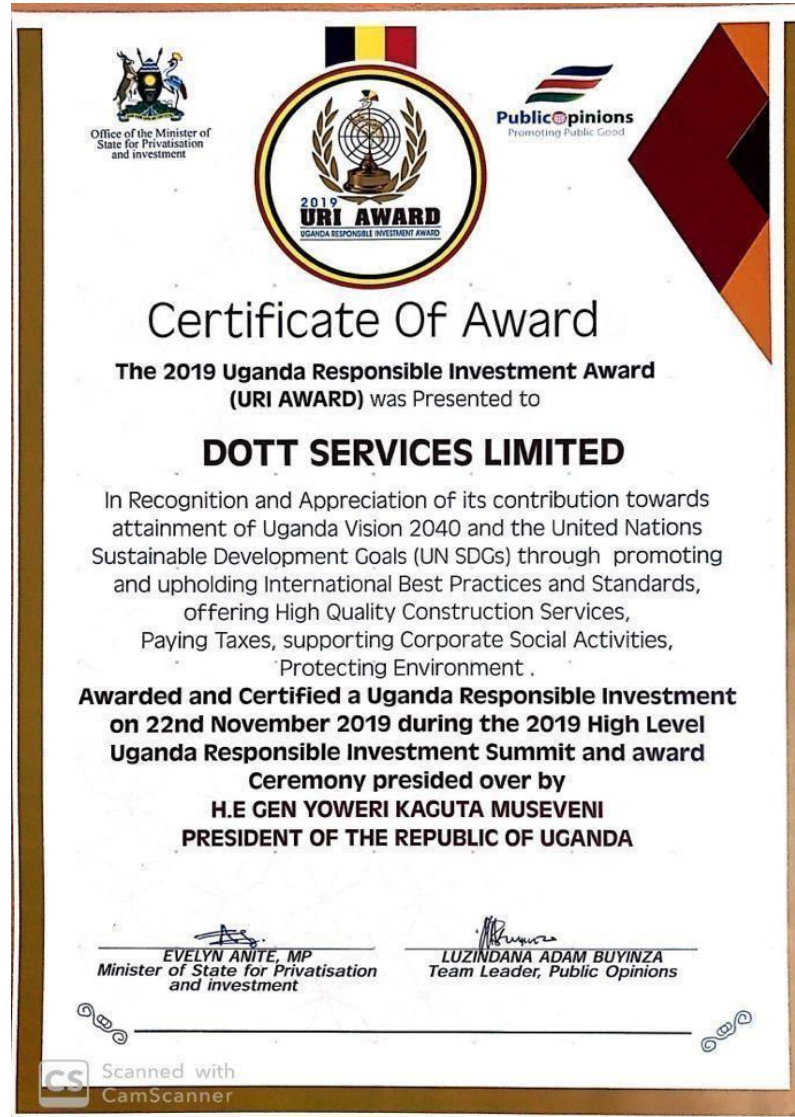 Office of the Minister of
State for Privatisation
and investment
PublicOpinions
Promoting Public Good
2019
URI AWARD
UGANDA RESPONSIBLE INVESTMENT AWARD
Certificate Of Award
The 2019 Uganda Responsible Investment Award
(URI AWARD) was Presented to
DOTT SERVICES LIMITED
In Recognition and Appreciation of its contribution towards
attainment of Uganda Vision 2040 and the United Nations
Sustainable Development Goals (UN SDGs) through promoting
and upholding International Best Practices and Standards,
offering High Quality Construction Services,
Paying Taxes, supporting Corporate Social Activities,
Protecting Environment .
Awarded and Certified a Uganda Responsible Investment
on 22nd November 2019 during the 2019 High Level
Uganda Responsible Investment Summit and award
Ceremony presided over by
H.E GEN YOWERI KAGUTA MUSEVENI
PRESIDENT OF THE REPUBLIC OF UGANDA
EVELYN ANITE, MP
Minister of State for Privatisation
and investment
LUZINDANA ADAM BUYINZA
Team Leader, Public Opinions
CS Scanned with
CamScanner